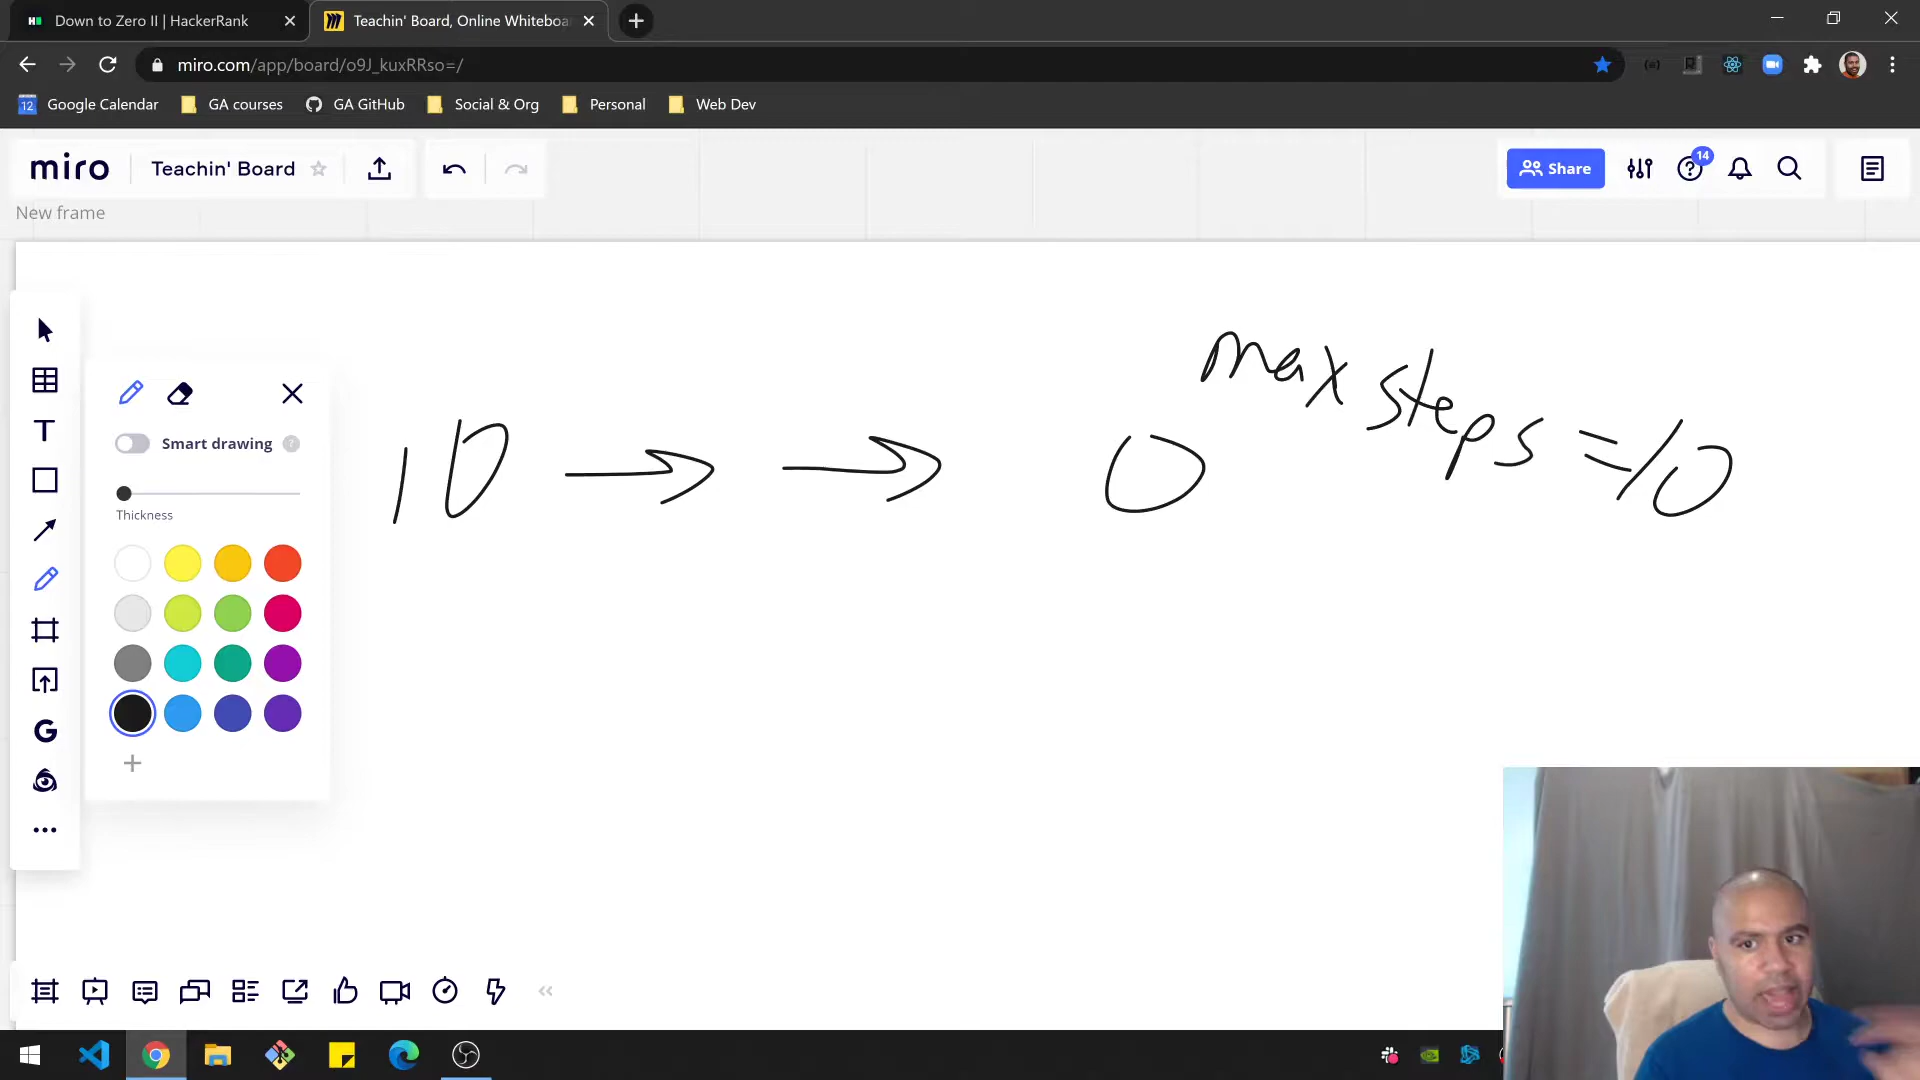 Down to Zero II | HackerRank
Teachin' Board, Online Whiteboa
miro.com/app/board/o9J_kuxRRso=/
12 Google Calendar GA courses GA GitHub Social & Org Personal Web Dev
miro Teachin' Board Share 14
New frame
max steps = 10
10 → → 0
Smart drawing ?
Thickness
T
G